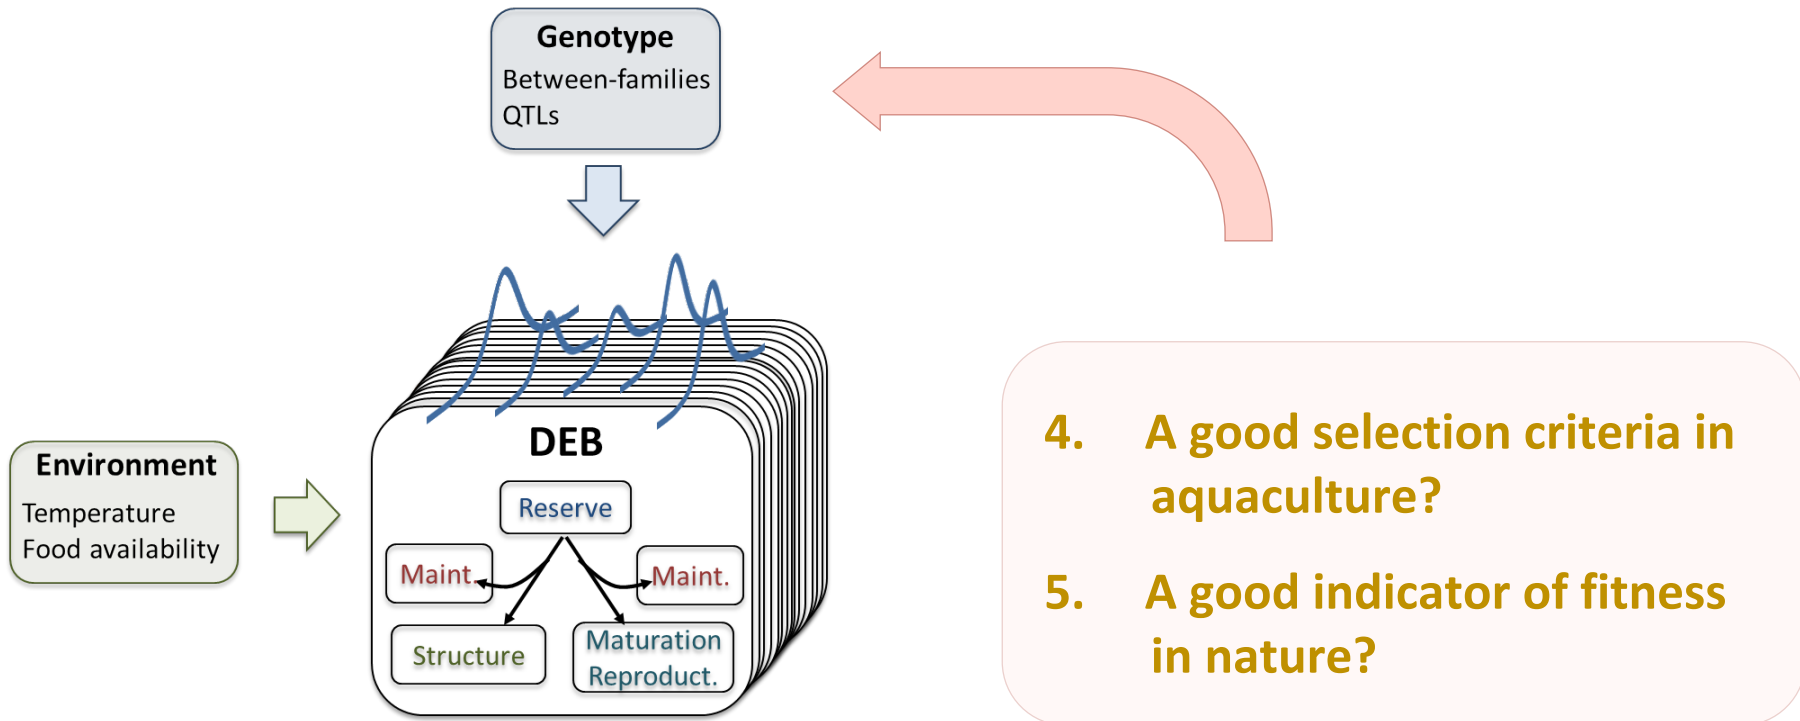 Genotype
Between-families
QTLs
Environment
Temperature
Food availability
DEB
Reserve
Maint.
Maint.
Structure
Maturation
Reproduct.
4. A good selection criteria in
aquaculture?
5. A good indicator of fitness
in nature?